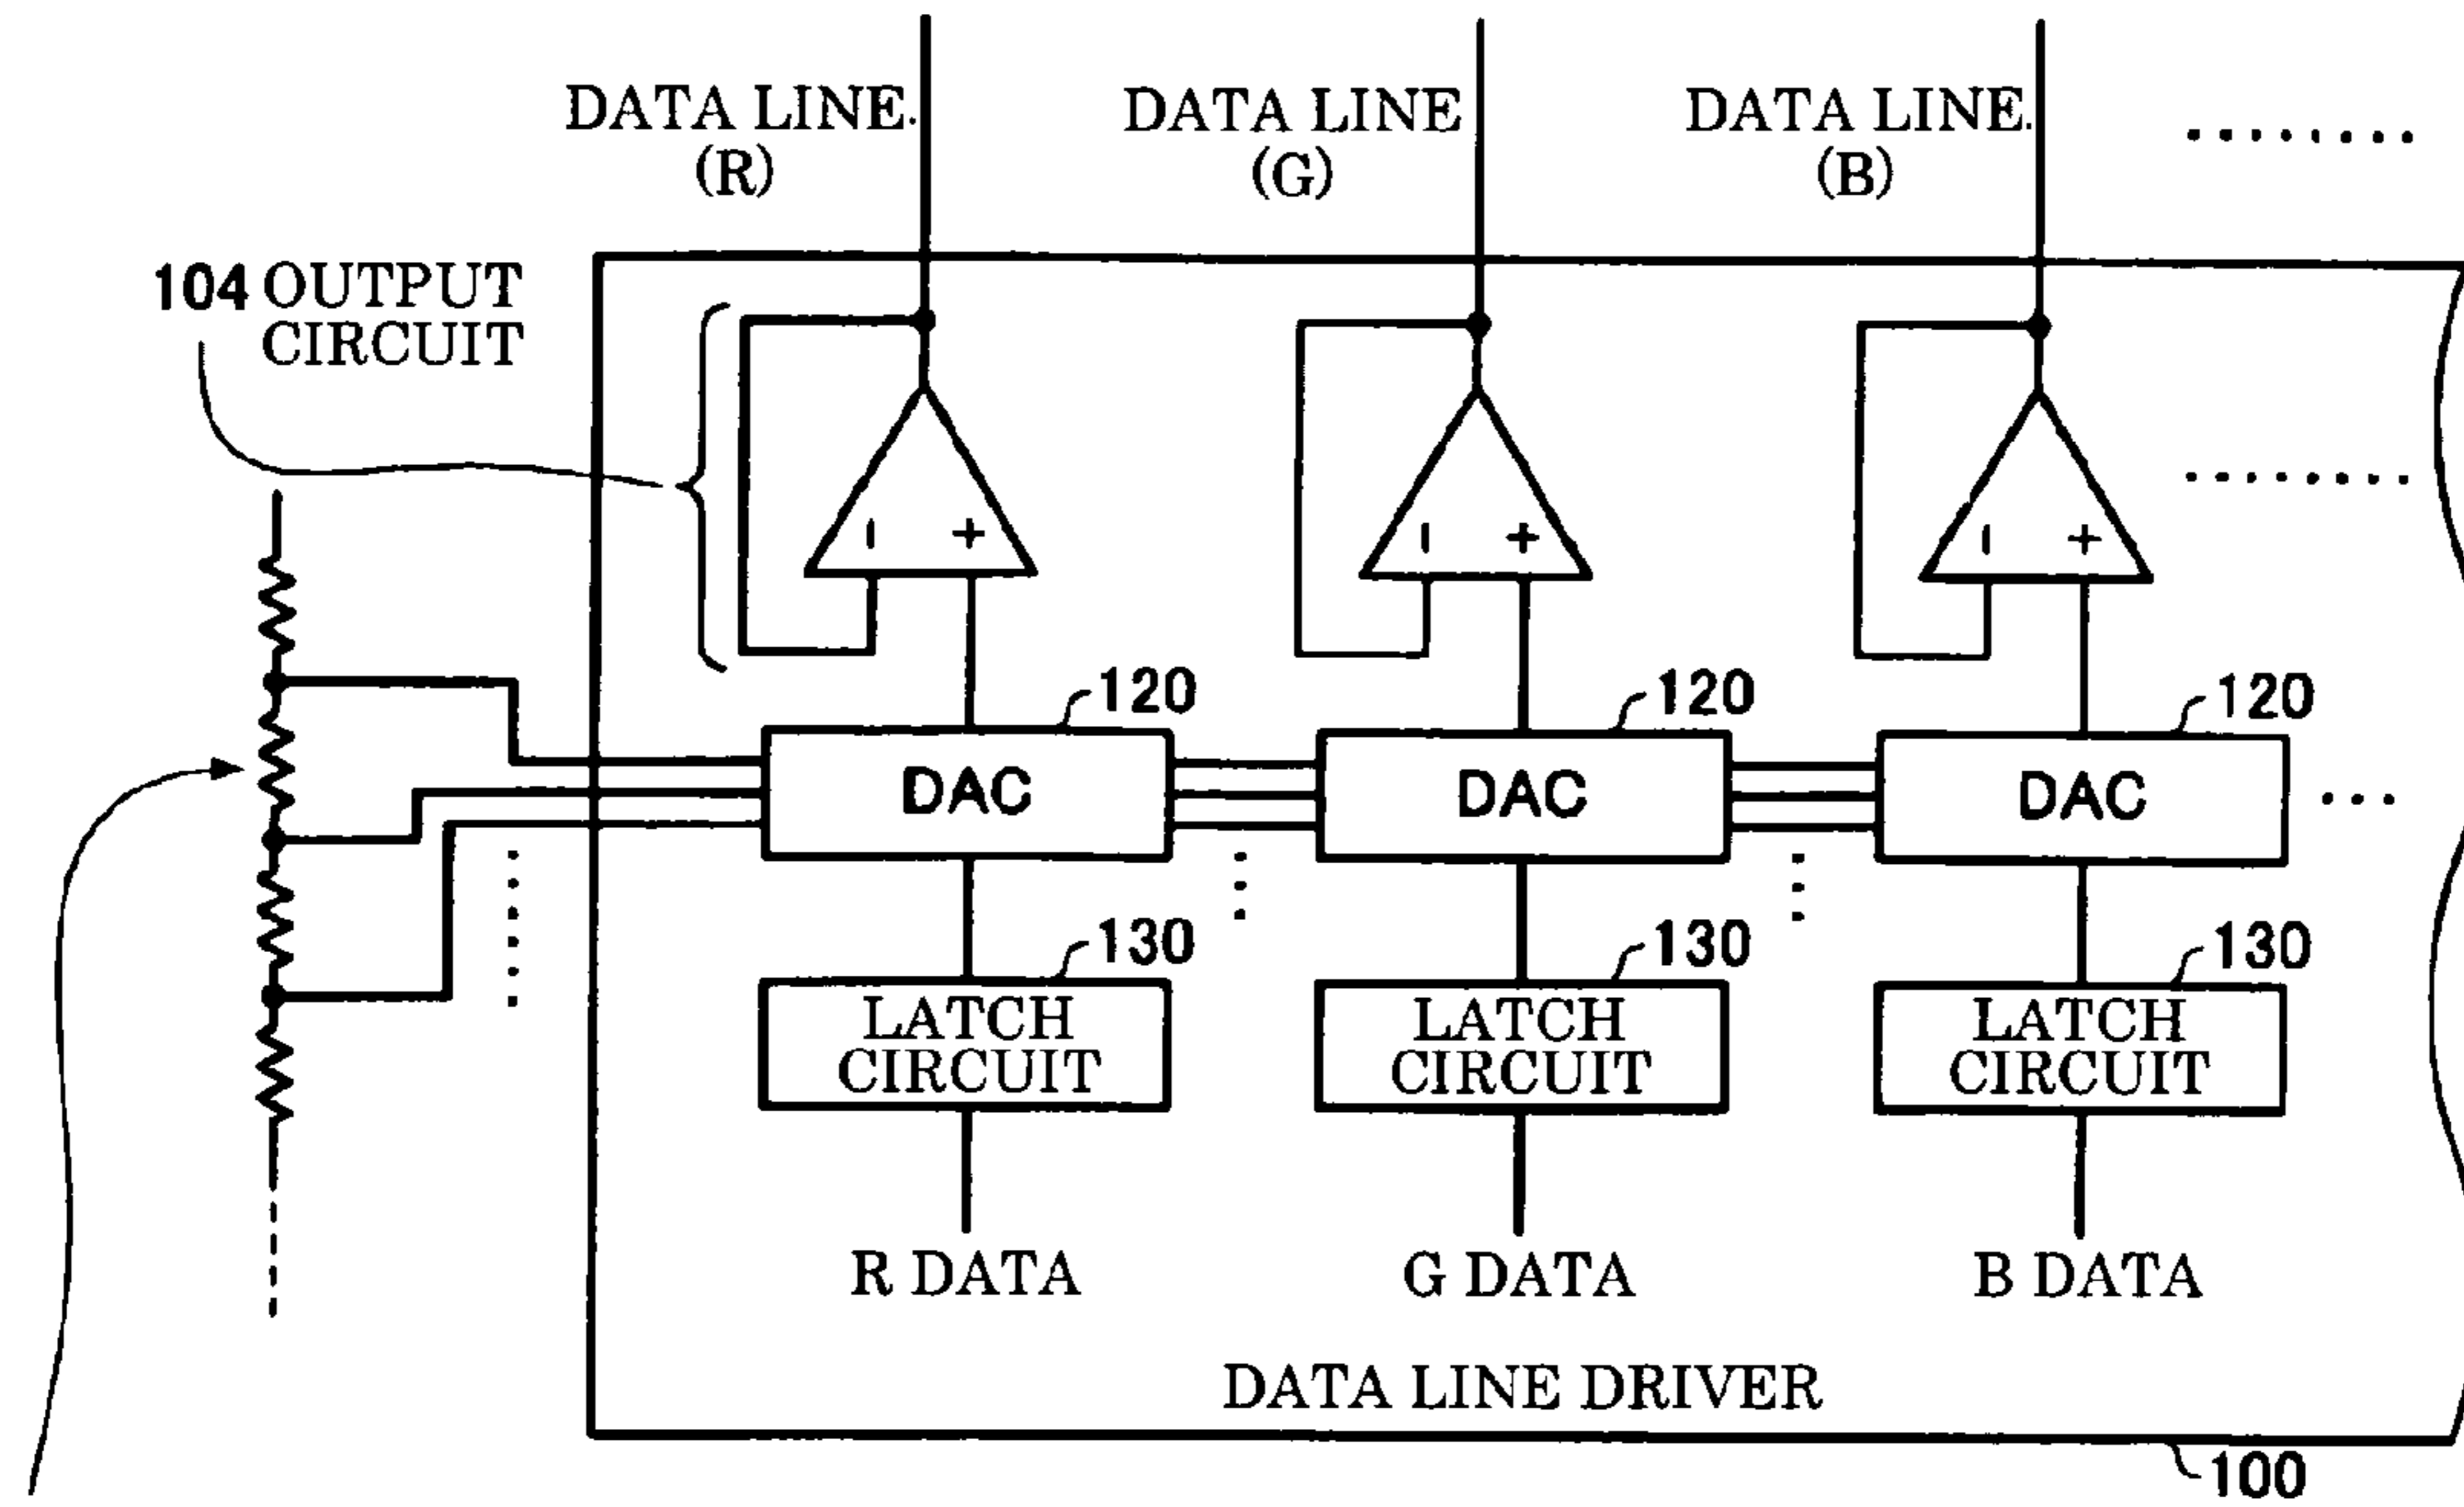 DATA LINE.
(R)
DATA LINE
(G)
DATA LINE.
(B)
........
104 OUTPUT
CIRCUIT
........
- +
- +
- +
120
120
120
DAC
DAC
DAC
...
130
130
130
LATCH
CIRCUIT
LATCH
CIRCUIT
LATCH
CIRCUIT
R DATA
G DATA
B DATA
DATA LINE DRIVER
100